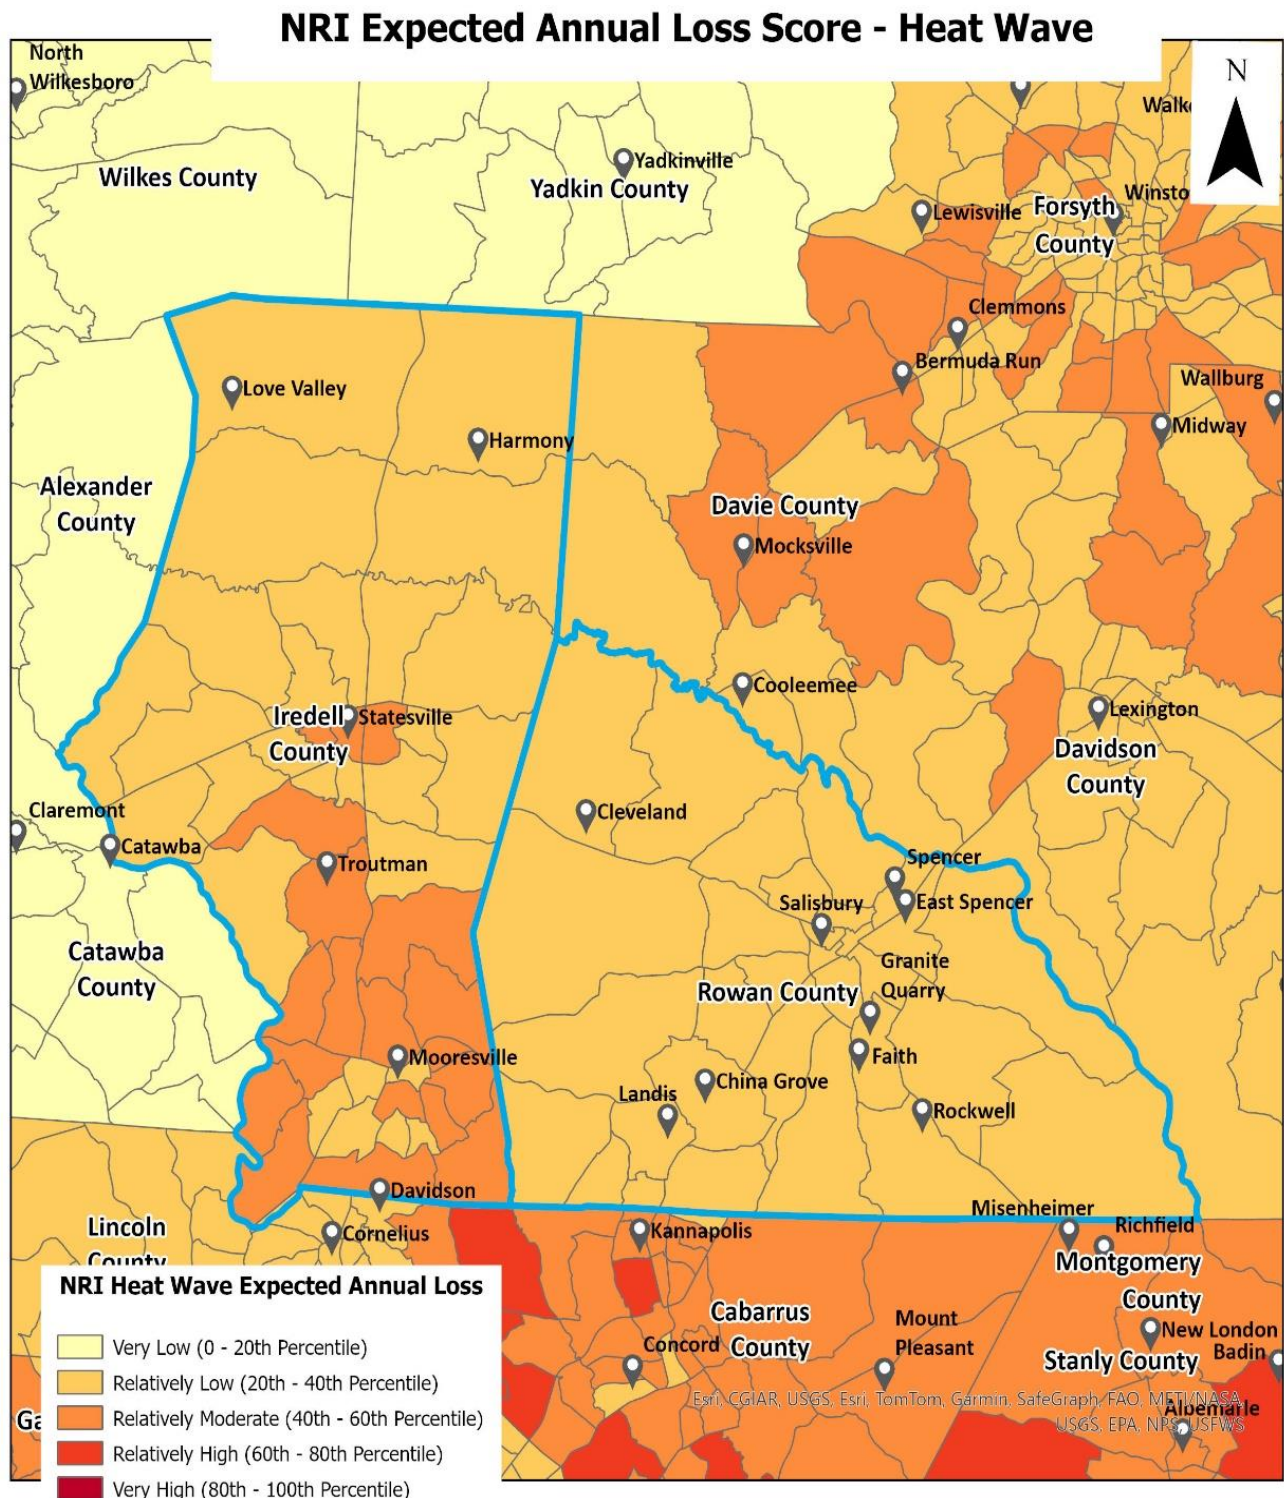 NRI Expected Annual Loss Score - Heat Wave
North
Wilkesboro
N
Walk
Wilkes County
Yadkinville
Yadkin County
Winsto
Lewisville
Forsyth
County
Clemmons
Bermuda Run
Wallburg
Love Valley
Midway
Harmony
Alexander
County
Davie County
Mocksville
Cooleemee
Iredell
County
Statesville
Lexington
Davidson
County
Claremont
Cleveland
Catawba
Troutman
Spencer
East Spencer
Salisbury
Catawba
County
Granite
Quarry
Rowan County
Mooresville
Faith
China Grove
Landis
Rockwell
Davidson
Misenheimer
Richfield
Lincoln
County
Cornelius
Kannapolis
Montgomery
County
Cabarrus
County
Mount
Pleasant
New London
Badin
Concord
Stanly County
Esri, CGIAR, USGS, Esri, TomTom, Garmin, SafeGraph, FAO, METI/NASA,
USGS, EPA, NPS, USFWS
Albemarle
Ga
NRI Heat Wave Expected Annual Loss
Very Low (0 - 20th Percentile)
Relatively Low (20th - 40th Percentile)
Relatively Moderate (40th - 60th Percentile)
Relatively High (60th - 80th Percentile)
Very High (80th - 100th Percentile)